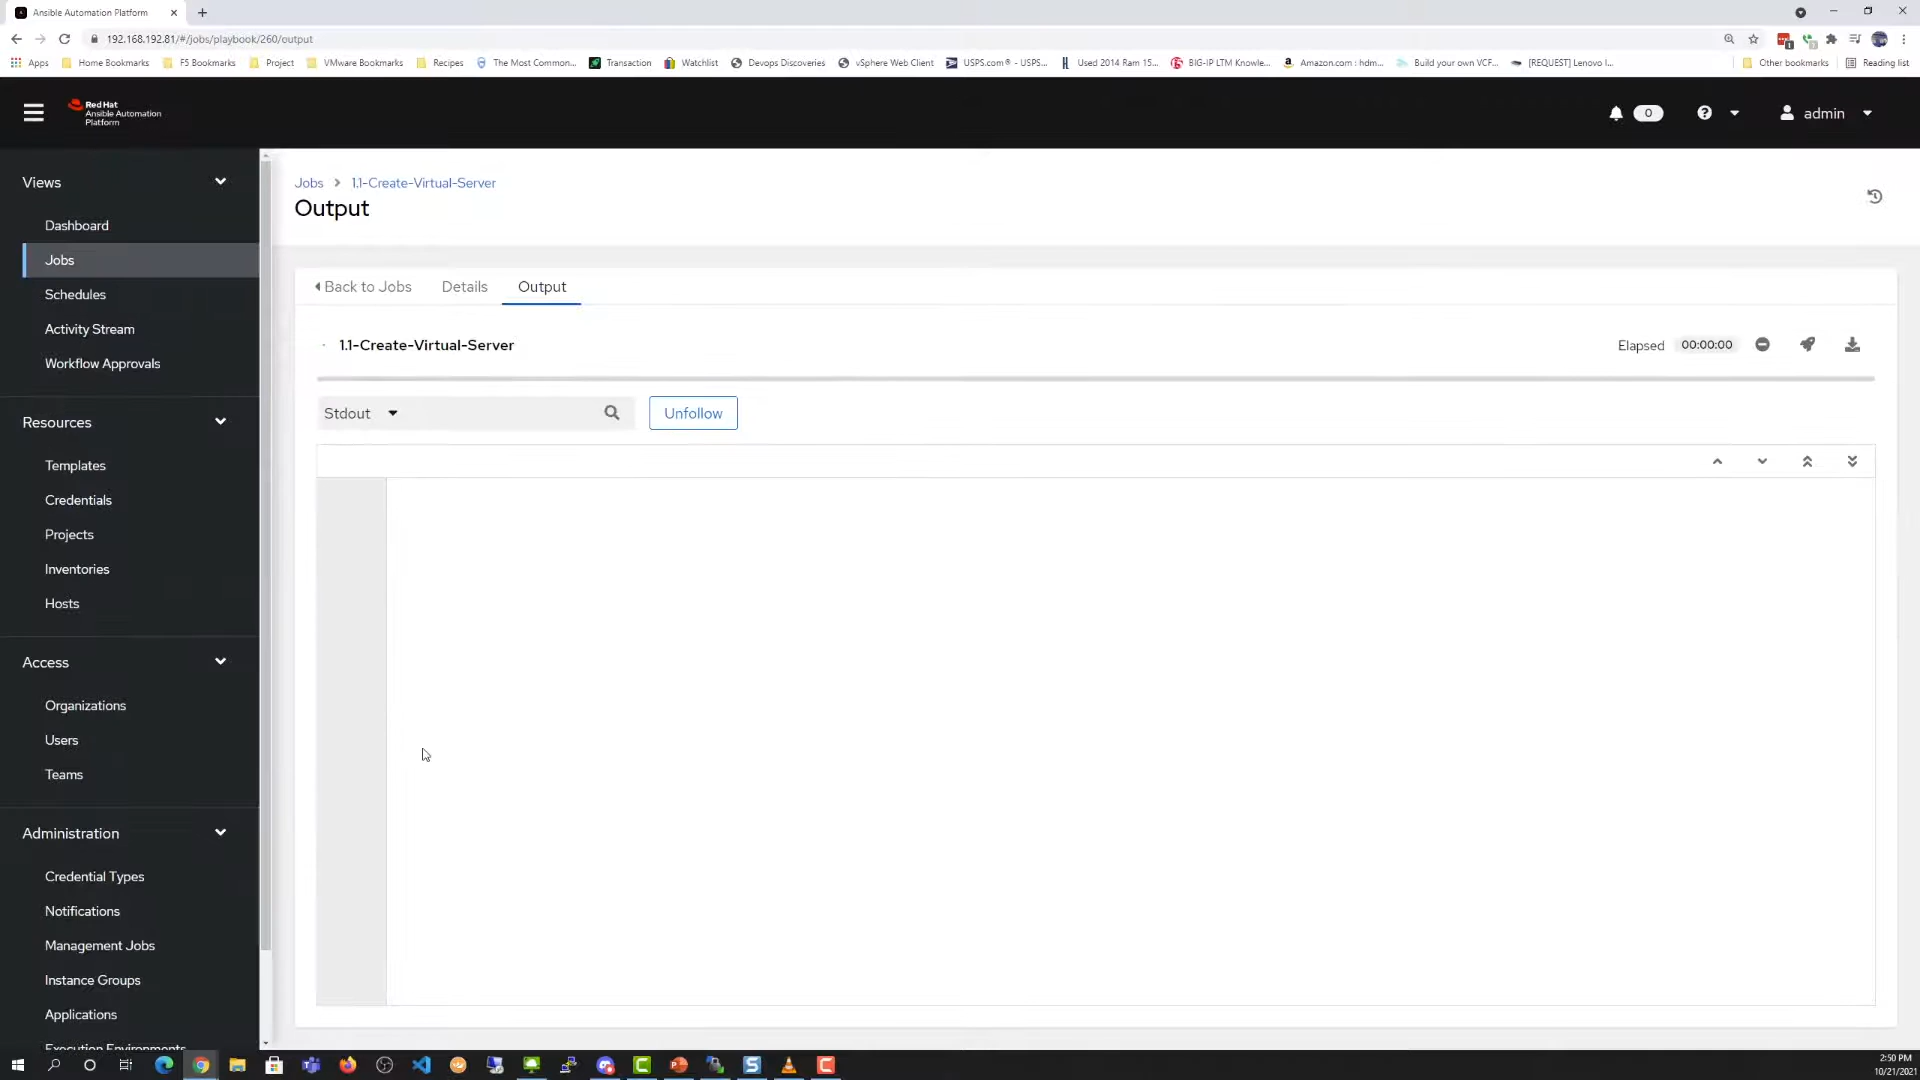 Ansible Automation Platform
192.168.192.81/#/jobs/playbook/260/output
Apps
Home Bookmarks
F5 Bookmarks
Project
VMware Bookmarks
Recipes
The Most Common...
Transaction
Watchlist
Devops Discoveries
vSphere Web Client
USPS.com® - USPS...
Used 2014 Ram 15...
BIG-IP LTM Knowle...
Amazon.com : hdm...
Build your own VCF...
[REQUEST] Lenovo I...
Other bookmarks
Reading list
Red Hat
Ansible Automation
Platform
0
admin
Views
Dashboard
Jobs
Schedules
Activity Stream
Workflow Approvals
Resources
Templates
Credentials
Projects
Inventories
Hosts
Access
Organizations
Users
Teams
Administration
Credential Types
Notifications
Management Jobs
Instance Groups
Applications
Execution Environments
Jobs
1.1-Create-Virtual-Server
Output
Back to Jobs
Details
Output
1.1-Create-Virtual-Server
Elapsed
00:00:00
Stdout
Unfollow
2:50 PM
10/21/2021